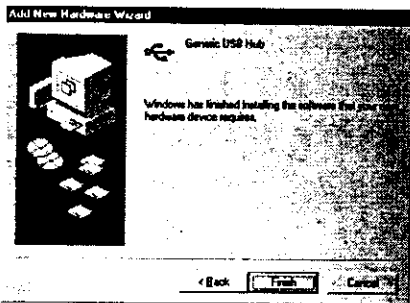 Add New Hardware Wizard
Generic USB Hub
Windows has finished installing the software that your new
hardware device requires.
< Back
Finish
Cancel